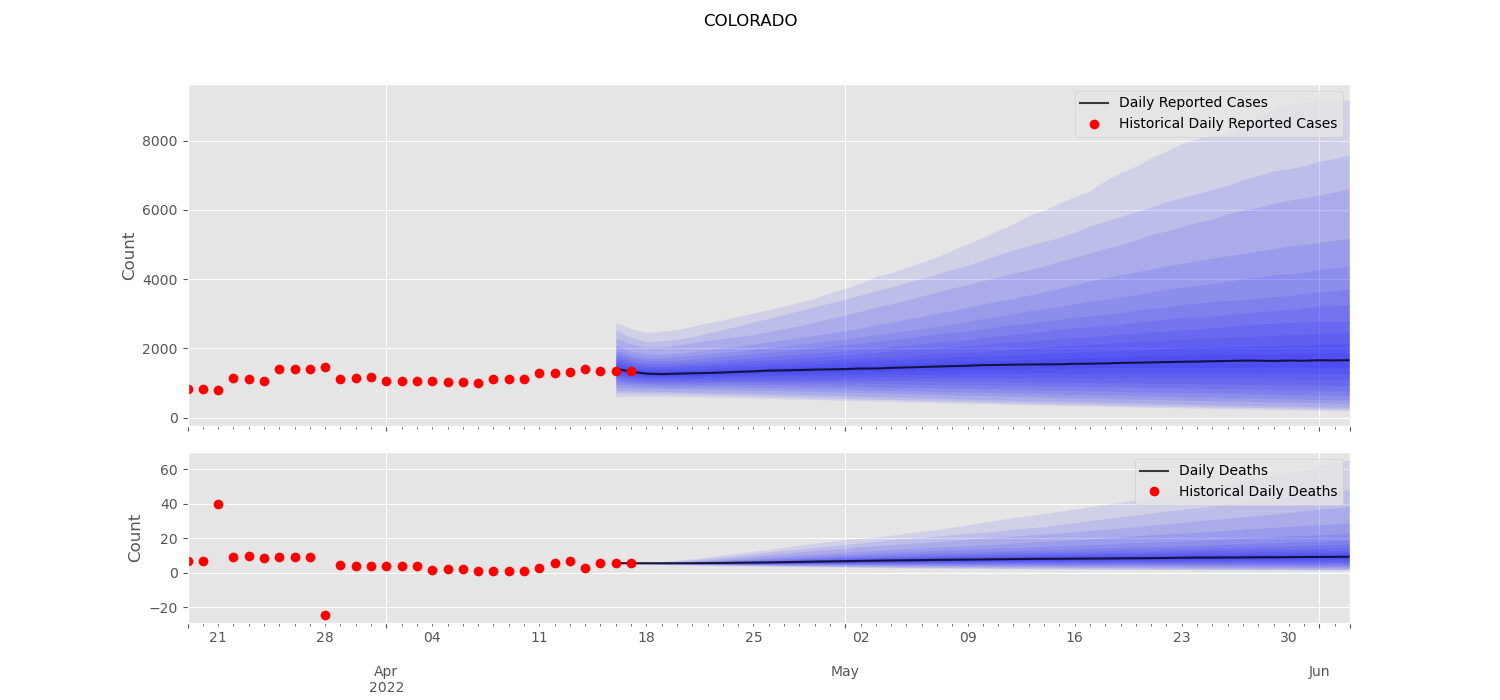 COLORADO
Daily Reported Cases
Historical Daily Reported Cases
8000
6000
4000
2000
0
Count
Daily Deaths
Historical Daily Deaths
60
40
20
0
−20
Count
21 28 04 11 18 25 02 09 16 23 30
Apr May Jun
2022